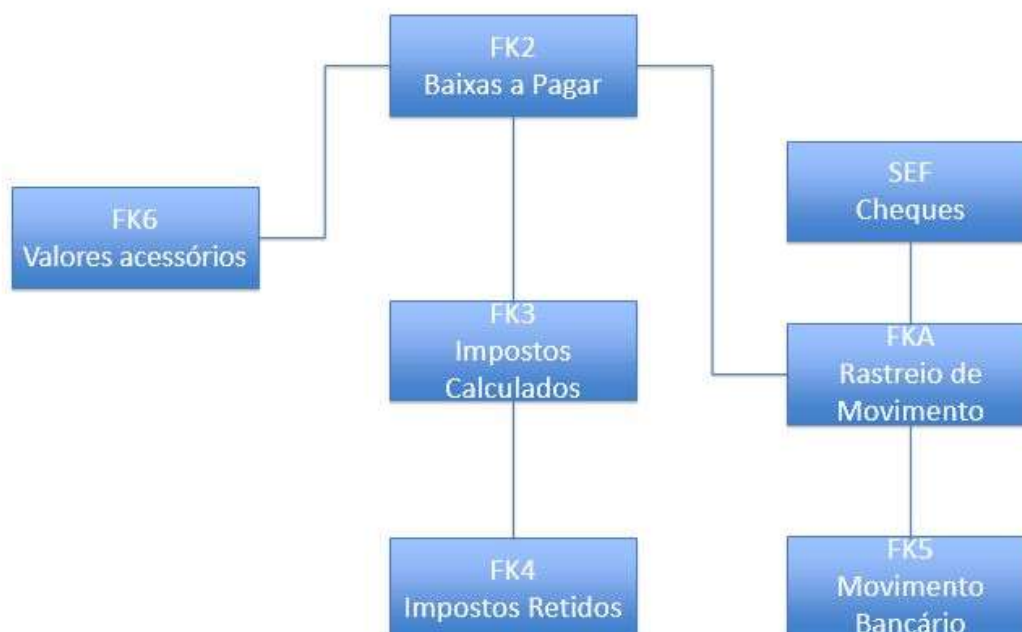 FK2
Baixas a Pagar
SEF
Cheques
FK6
Valores acessórios
FK3
Impostos
Calculados
FKA
Rastreio de
Movimento
FK4
Impostos Retidos
FK5
Movimento
Bancário